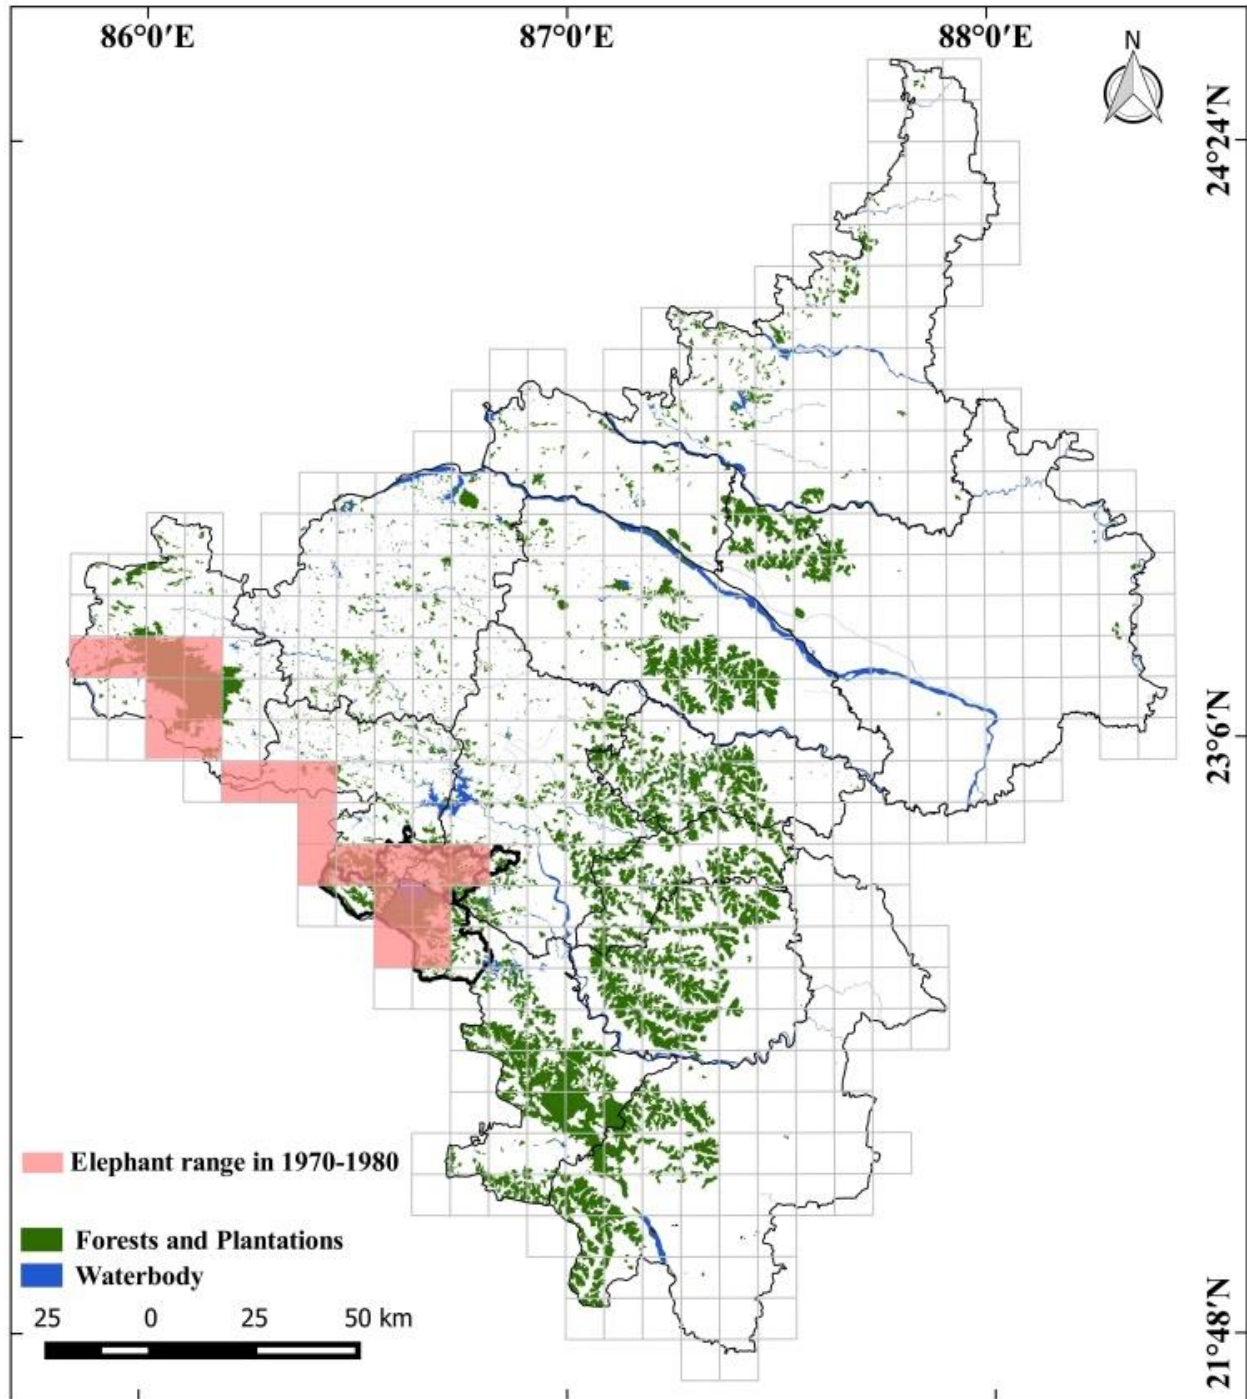 86°0′E 87°0′E 88°0′E
N
24°24′N
23°6′N
Elephant range in 1970-1980
Forests and Plantations
Waterbody
25 0 25 50 km
21°48′N